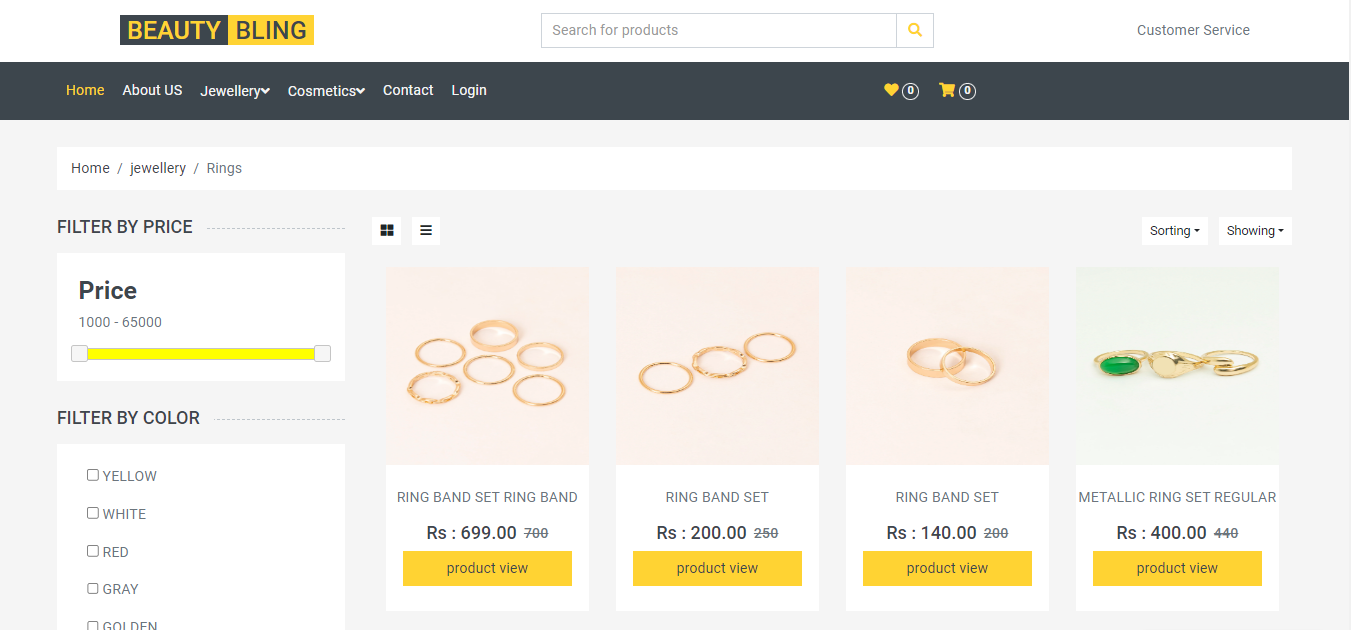 BEAUTY BLING
Search for products
Customer Service
Home About US Jewellery Cosmetics Contact Login 0 0
Home / jewellery / Rings
FILTER BY PRICE
Price
1000 - 65000
FILTER BY COLOR
YELLOW
WHITE
RED
GRAY
GOLDEN
Sorting Showing
RING BAND SET RING BAND
Rs : 699.00 700
product view
RING BAND SET
Rs : 200.00 250
product view
RING BAND SET
Rs : 140.00 200
product view
METALLIC RING SET REGULAR
Rs : 400.00 440
product view